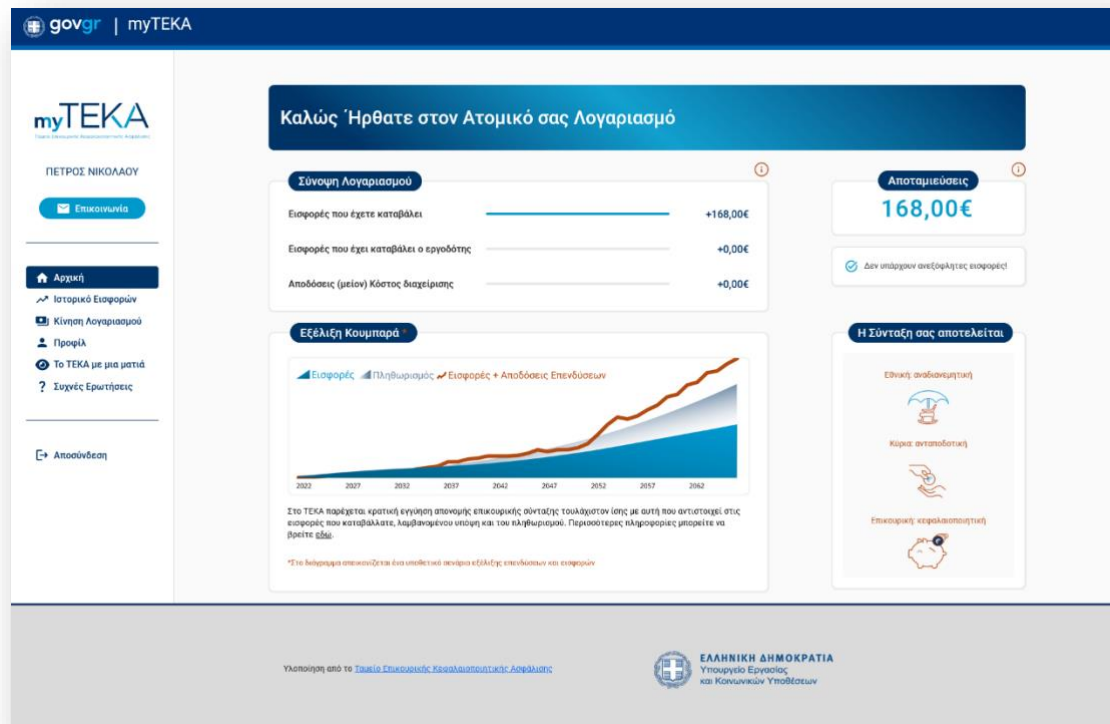 govgr | myTEKA
myTEKA
ΠΕΤΡΟΣ ΝΙΚΟΛΑΟΥ
Επικοινωνία
Αρχική
Ιστορικό Εισφορών
Κίνηση Λογαριασμού
Προφίλ
Το ΤΕΚΑ με μια ματιά
? Συχνές Ερωτήσεις
Αποσύνδεση
Καλώς Ήρθατε στον Ατομικό σας Λογαριασμό
Σύνοψη Λογαριασμού
Εισφορές που έχετε καταβάλει +168,00€
Εισφορές που έχει καταβάλει ο εργοδότης +0,00€
Αποδόσεις (μείον) Κόστος διαχείρισης +0,00€
Αποταμιεύσεις
168,00€
Δεν υπάρχουν ανεξόφλητες εισφορές!
Εξέλιξη Κουμπαρά *
Εισφορές Πληθωρισμός Εισφορές + Αποδόσεις Επενδύσεων
2022 2027 2032 2037 2042 2047 2052 2057 2062
Στο ΤΕΚΑ παρέχεται κρατική εγγύηση απονομής επικουρικής σύνταξης τουλάχιστον ίσης με αυτή που αντιστοιχεί στις
εισφορές που καταβάλλατε, λαμβανομένου υπόψη και του πληθωρισμού. Περισσότερες πληροφορίες μπορείτε να
βρείτε εδώ.
*Στο διάγραμμα απεικονίζεται ένα υποθετικό σενάριο εξέλιξης επενδύσεων και εισφορών
Η Σύνταξη σας αποτελείται
Εθνική: αναδιανεμητική
Κύρια: ανταποδοτική
Επικουρική: κεφαλαιοποιητική
Υλοποίηση από το Ταμείο Επικουρικής Κεφαλαιοποιητικής Ασφάλισης
ΕΛΛΗΝΙΚΗ ΔΗΜΟΚΡΑΤΙΑ
Υπουργείο Εργασίας
και Κοινωνικών Υποθέσεων